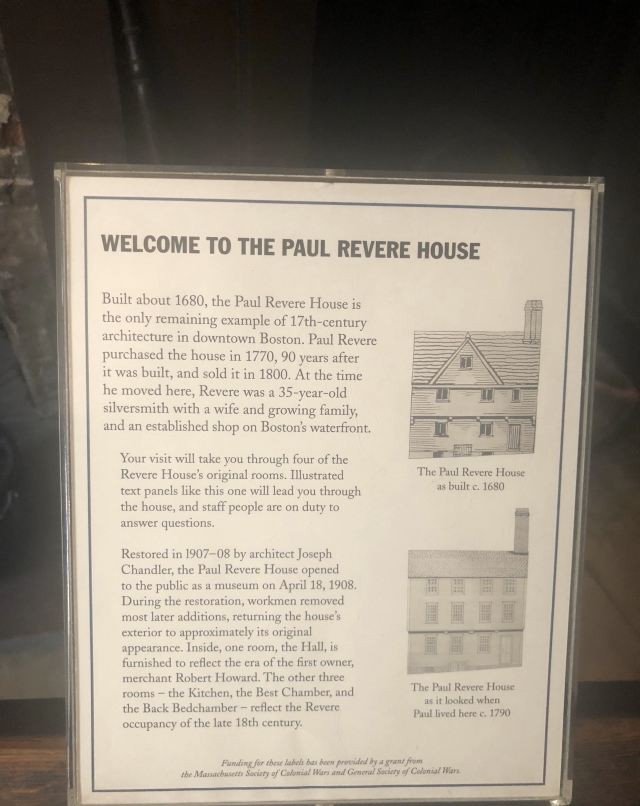 WELCOME TO THE PAUL REVERE HOUSE
Built about 1680, the Paul Revere House is
the only remaining example of 17th-century
architecture in downtown Boston. Paul Revere
purchased the house in 1770, 90 years after
it was built, and sold it in 1800. At the time
he moved here, Revere was a 35-year-old
silversmith with a wife and growing family,
and an established shop on Boston's waterfront.
Your visit will take you through four of the
Revere House's original rooms. Illustrated
text panels like this one will lead you through
the house, and staff people are on duty to
answer questions.
Restored in 1907–08 by architect Joseph
Chandler, the Paul Revere House opened
to the public as a museum on April 18, 1908.
During the restoration, workmen removed
most later additions, returning the house's
exterior to approximately its original
appearance. Inside, one room, the Hall, is
furnished to reflect the era of the first owner,
merchant Robert Howard. The other three
rooms – the Kitchen, the Best Chamber, and
the Back Bedchamber – reflect the Revere
occupancy of the late 18th century.
The Paul Revere House
as built c. 1680
The Paul Revere House
as it looked when
Paul lived here c. 1790
Funding for these labels has been provided by a grant from
the Massachusetts Society of Colonial Wars and General Society of Colonial Wars.